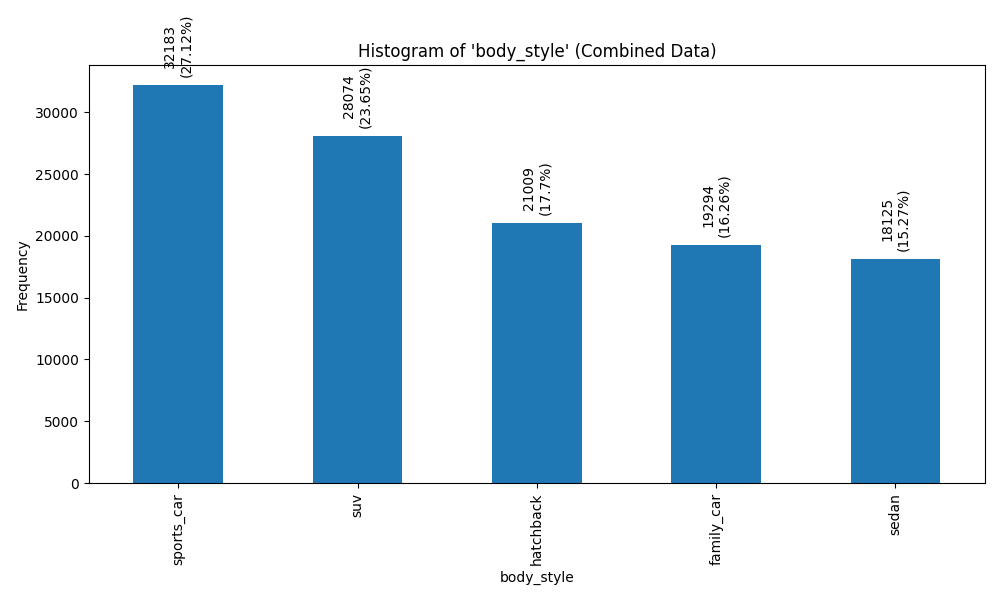 Histogram of 'body_style' (Combined Data)
32183
(27.12%)
28074
(23.65%)
21009
(17.7%)
19294
(16.26%)
18125
(15.27%)
Frequency
30000
25000
20000
15000
10000
5000
0
sports_car
suv
hatchback
family_car
sedan
body_style